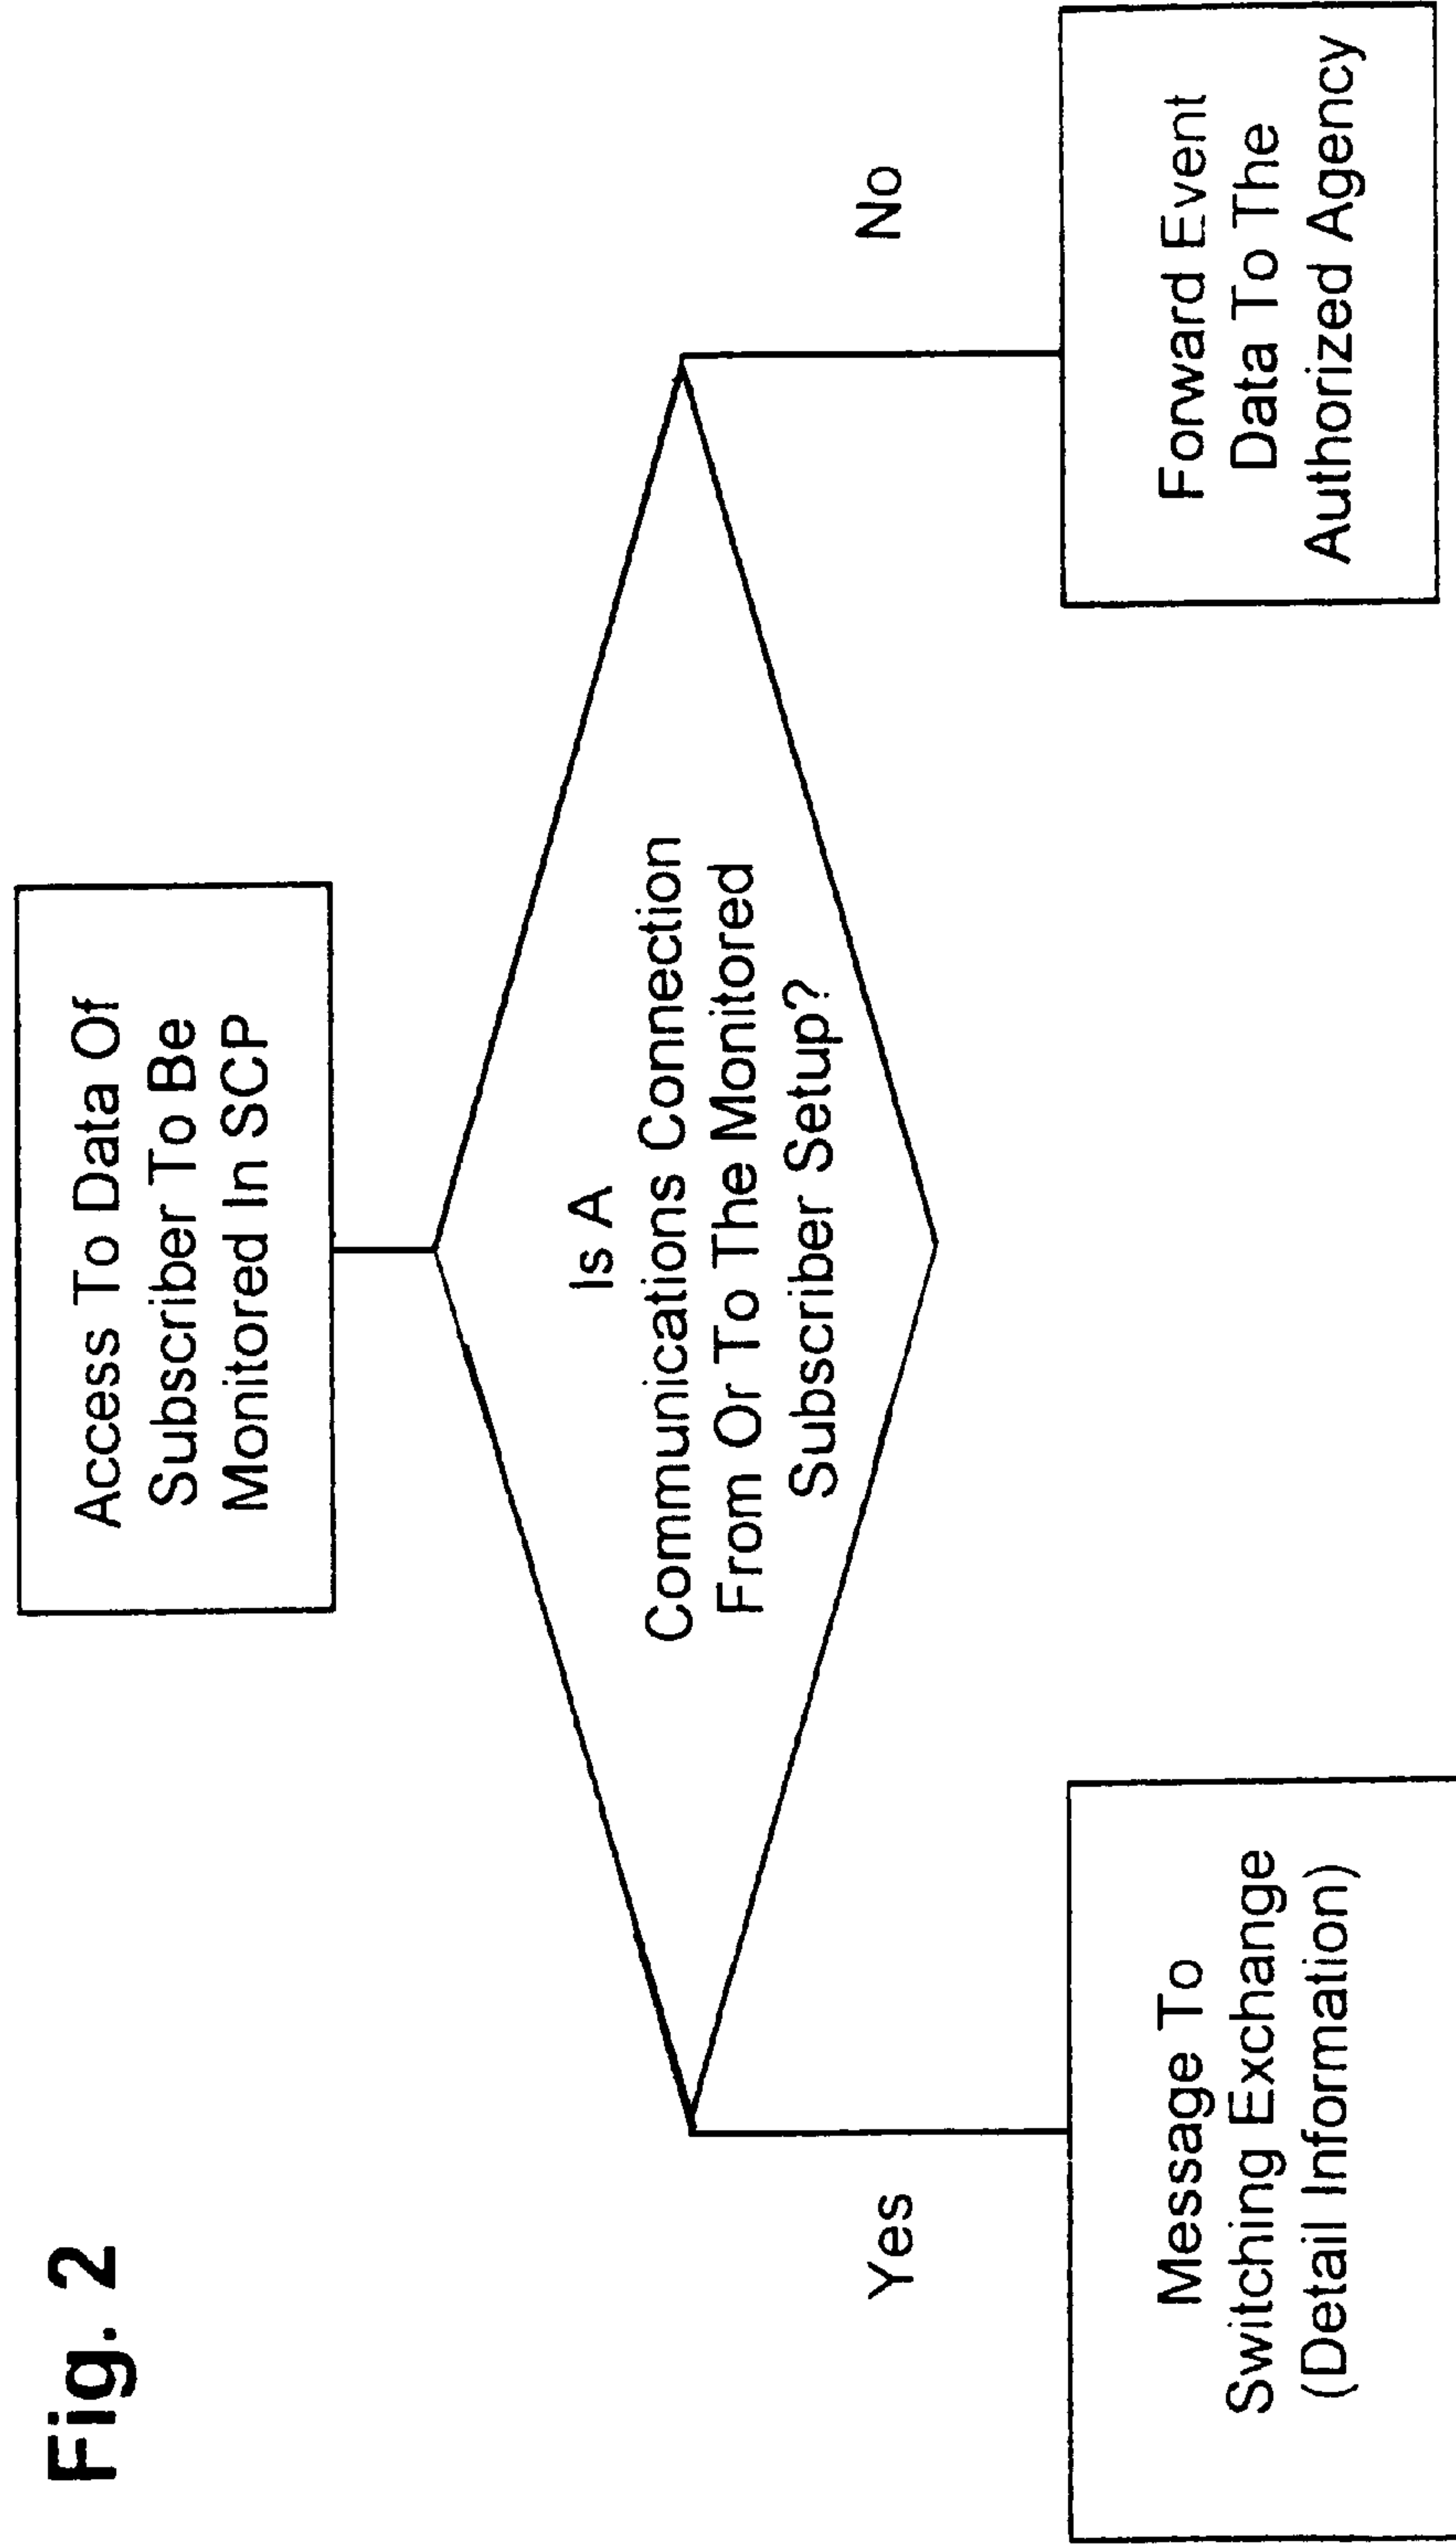 Fig. 2
Access To Data Of
Subscriber To Be
Monitored In SCP
Is A
Communications Connection
From Or To The Monitored
Subscriber Setup?
Yes
No
Message To
Switching Exchange
(Detail Information)
Forward Event
Data To The
Authorized Agency